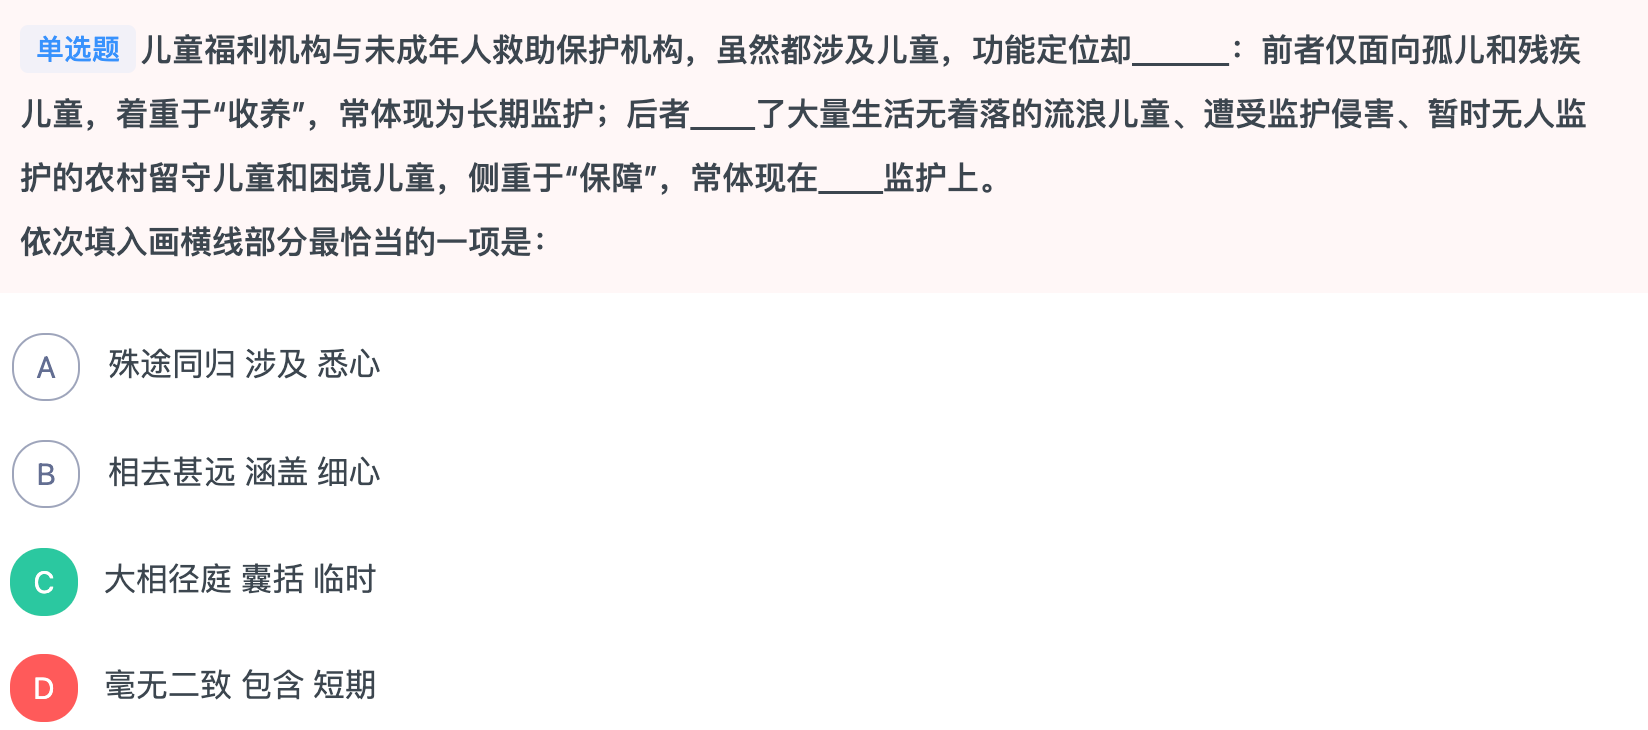 单选题 儿童福利机构与未成年人救助保护机构，虽然都涉及儿童，功能定位却______：前者仅面向孤儿和残疾
儿童，着重于“收养”，常体现为长期监护；后者____了大量生活无着落的流浪儿童、遭受监护侵害、暂时无人监
护的农村留守儿童和困境儿童，侧重于“保障”，常体现在____监护上。
依次填入画横线部分最恰当的一项是：
A 殊途同归 涉及 悉心
B 相去甚远 涵盖 细心
C 大相径庭 囊括 临时
D 毫无二致 包含 短期